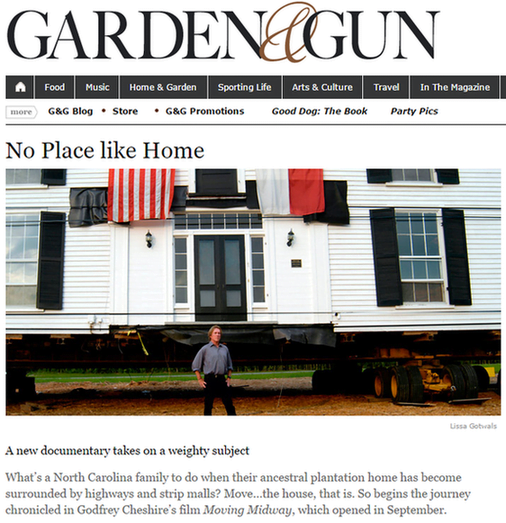 GARDEN & GUN
Food Music Home & Garden Sporting Life Arts & Culture Travel In The Magazine
more G&G Blog • Store • G&G Promotions Good Dog: The Book Party Pics
No Place like Home
Lissa Gotwals
A new documentary takes on a weighty subject
What's a North Carolina family to do when their ancestral plantation home has become
surrounded by highways and strip malls? Move…the house, that is. So begins the journey
chronicled in Godfrey Cheshire's film Moving Midway, which opened in September.